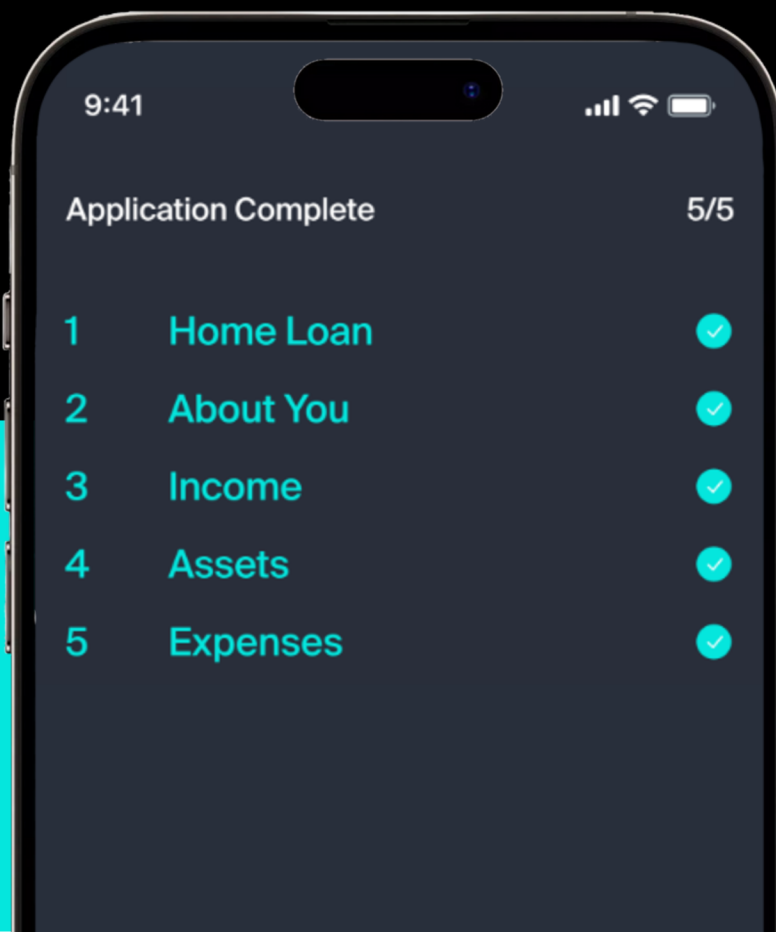 9:41
Application Complete 5/5
1 Home Loan
2 About You
3 Income
4 Assets
5 Expenses